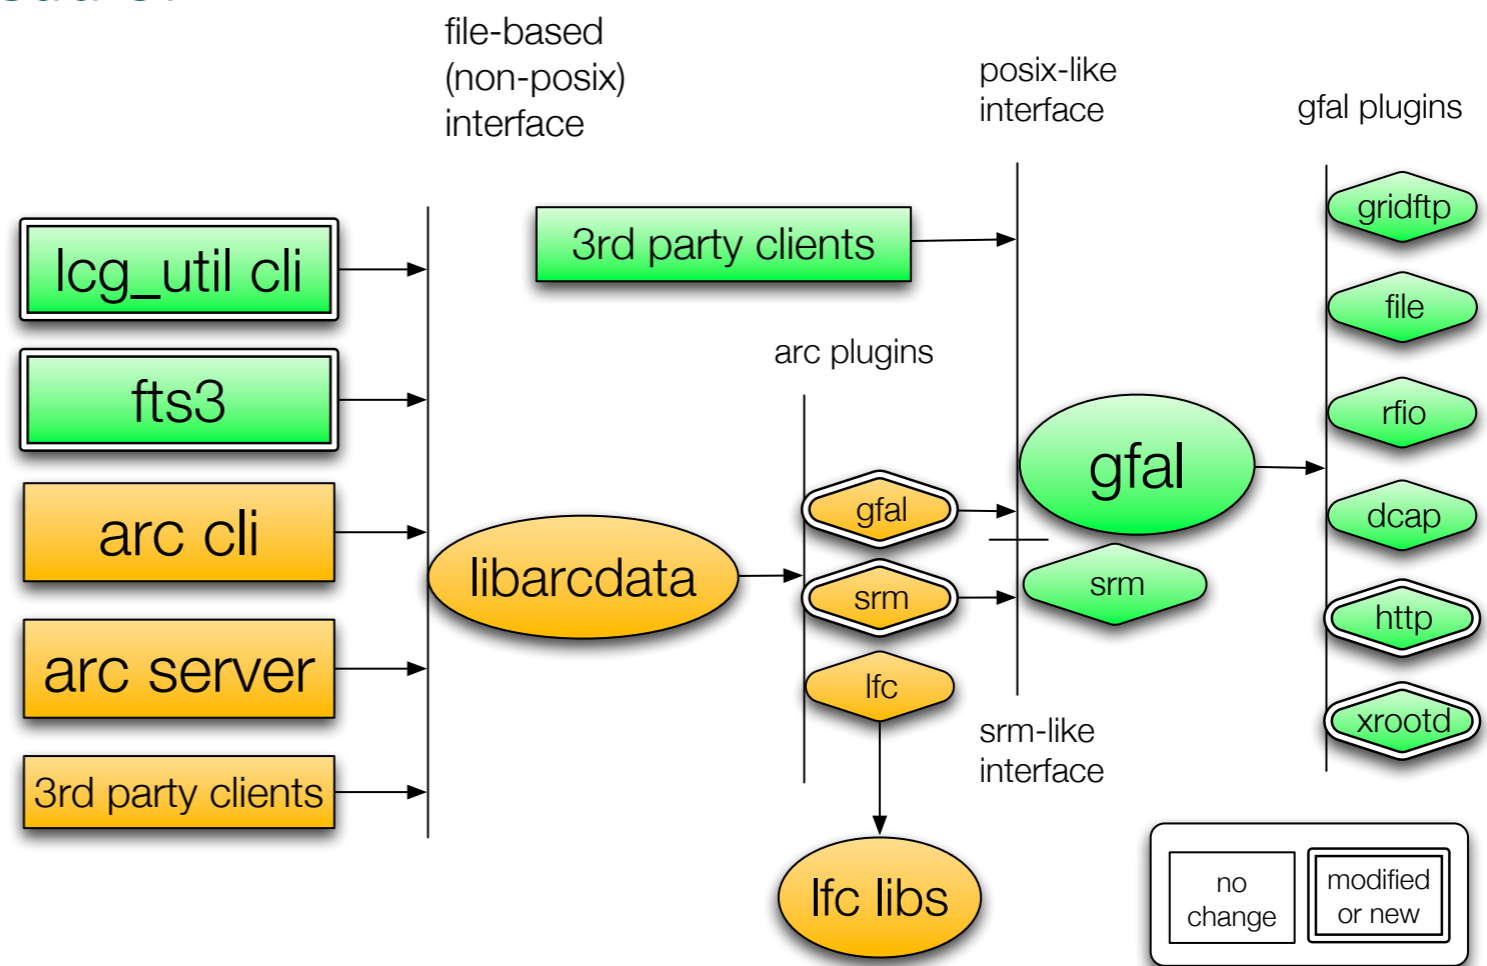 file-based
(non-posix)
interface
posix-like
interface
gfal plugins
lcg_util cli
fts3
arc cli
arc server
3rd party clients
3rd party clients
libarcdata
arc plugins
gfal
srm
lfc
lfc libs
gfal
srm
srm-like
interface
gridftp
file
rfio
dcap
http
xrootd
no
change
modified
or new